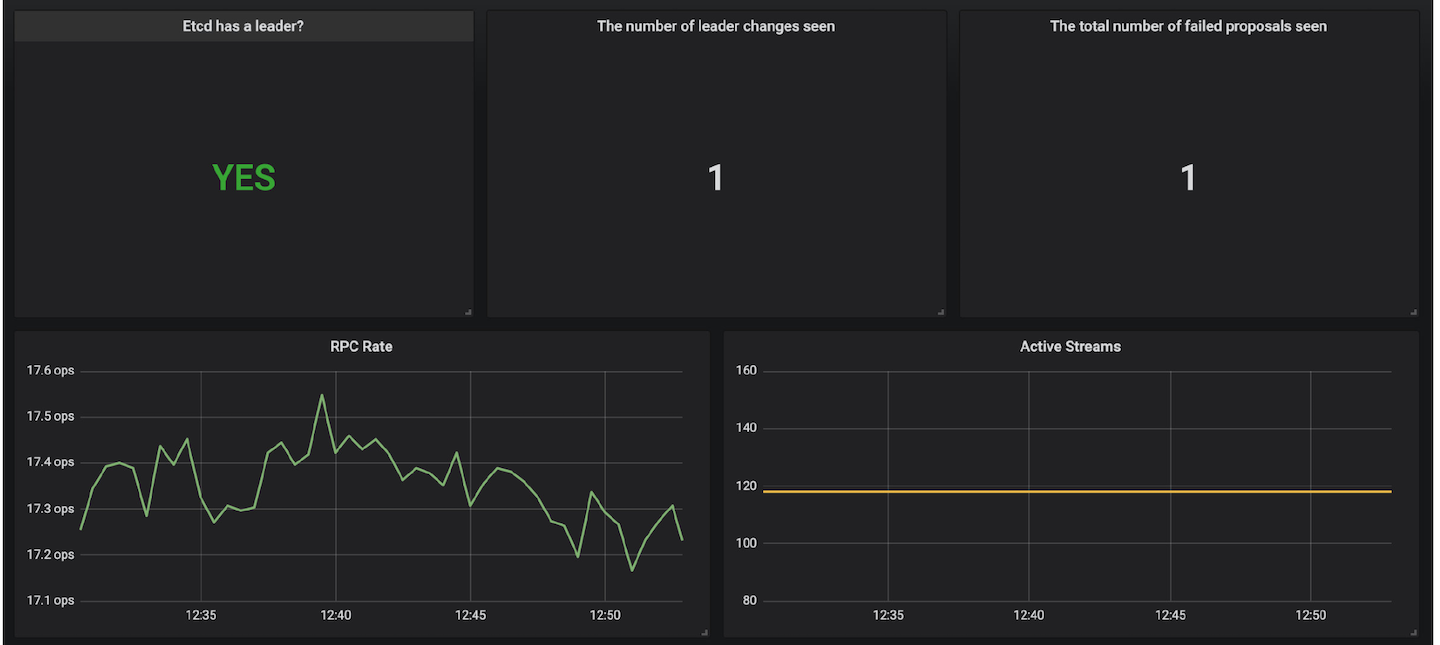 Etcd has a leader?
The number of leader changes seen
The total number of failed proposals seen
YES
1
1
RPC Rate
17.6 ops
17.5 ops
17.4 ops
17.3 ops
17.2 ops
17.1 ops
12:35 12:40 12:45 12:50
Active Streams
160
140
120
100
80
12:35 12:40 12:45 12:50